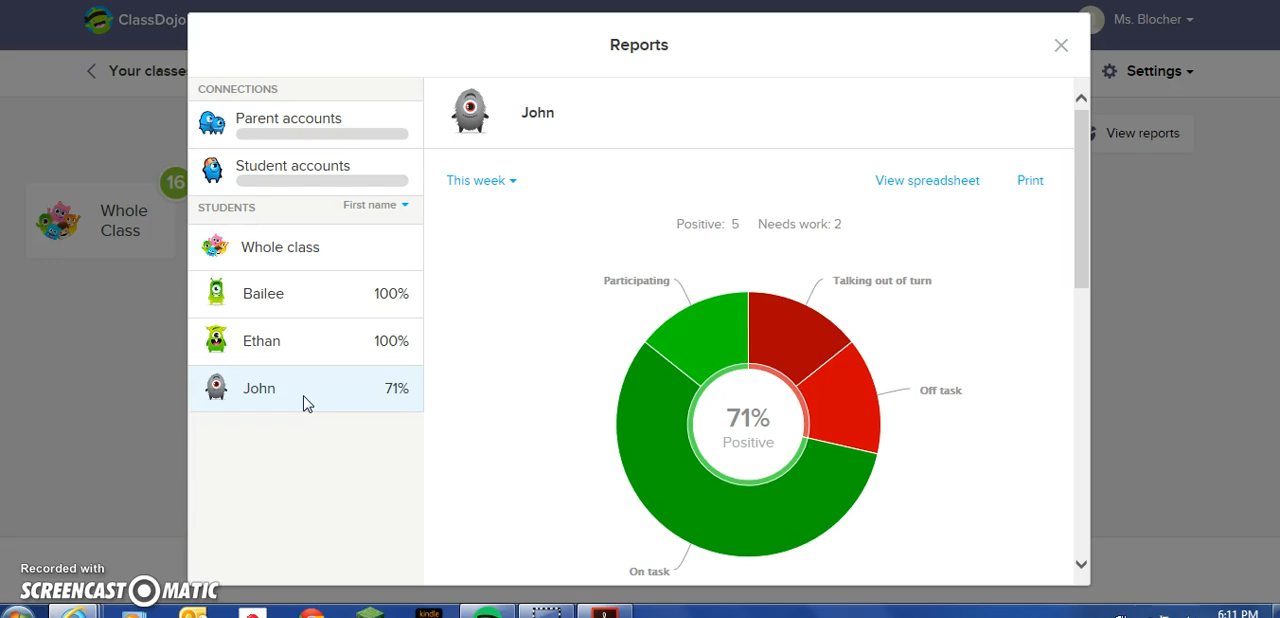 ClassDojo
Ms. Blocher
Reports
Your classe
Settings
CONNECTIONS
Parent accounts
Student accounts
STUDENTS
First name
Whole class
Bailee 100%
Ethan 100%
John 71%
John
This week
View spreadsheet
Print
Positive: 5 Needs work: 2
Participating
Talking out of turn
Off task
71%
Positive
On task
View reports
16
Whole
Class
Recorded with
SCREENCAST MATIC
kindle
6:11 PM